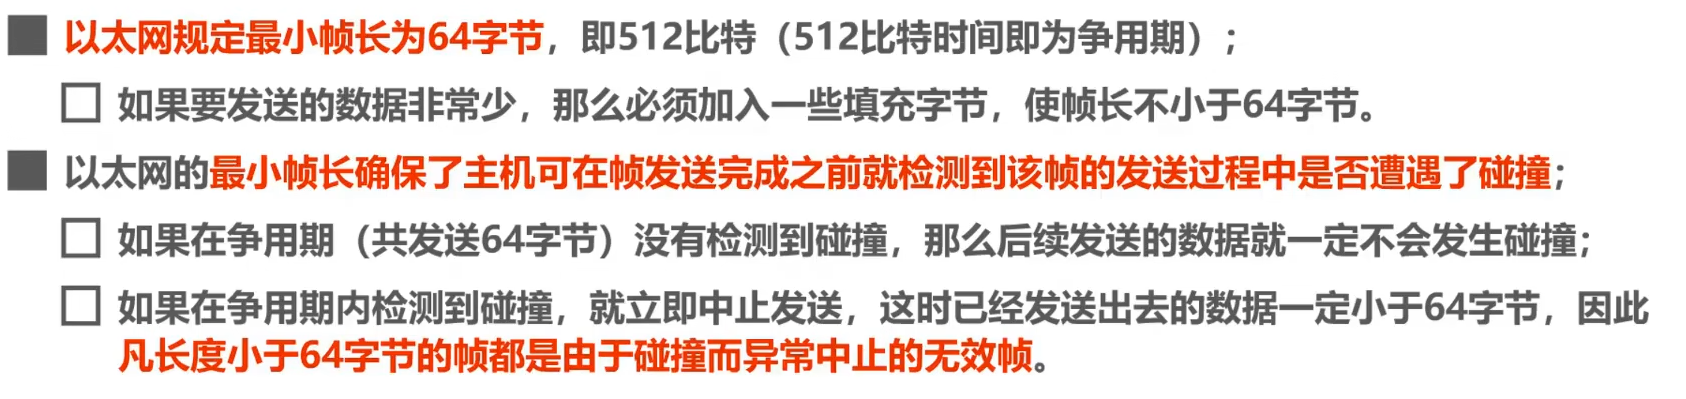 以太网规定最小帧长为64字节，即512比特（512比特时间即为争用期）；
如果要发送的数据非常少，那么必须加入一些填充字节，使帧长不小于64字节。
以太网的最小帧长确保了主机可在帧发送完成之前就检测到该帧的发送过程中是否遭遇了碰撞；
如果在争用期（共发送64字节）没有检测到碰撞，那么后续发送的数据就一定不会发生碰撞；
如果在争用期内检测到碰撞，就立即中止发送，这时已经发送出去的数据一定小于64字节，因此
凡长度小于64字节的帧都是由于碰撞而异常中止的无效帧。